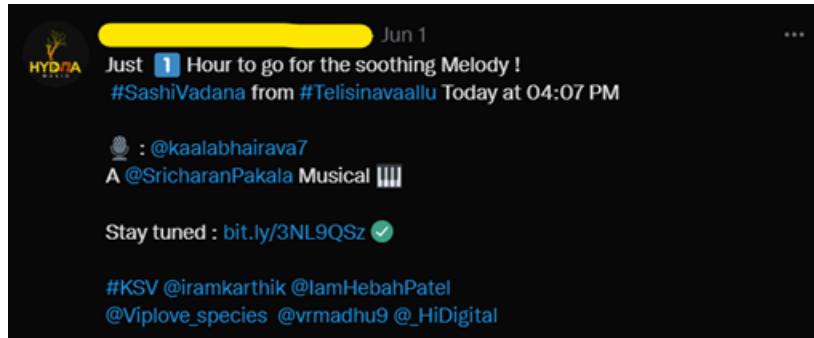 HYDRA
MUSIC
Jun 1
Just 1️⃣ Hour to go for the soothing Melody !
#SashiVadana from #Telisinavaallu Today at 04:07 PM
🎙️ : @kaalabhairava7
A @SricharanPakala Musical 🎹
Stay tuned : bit.ly/3NL9QSz ✅
#KSV @iramkarthik @IamHebahPatel
@Viplove_species @vrmadhu9 @_HiDigital